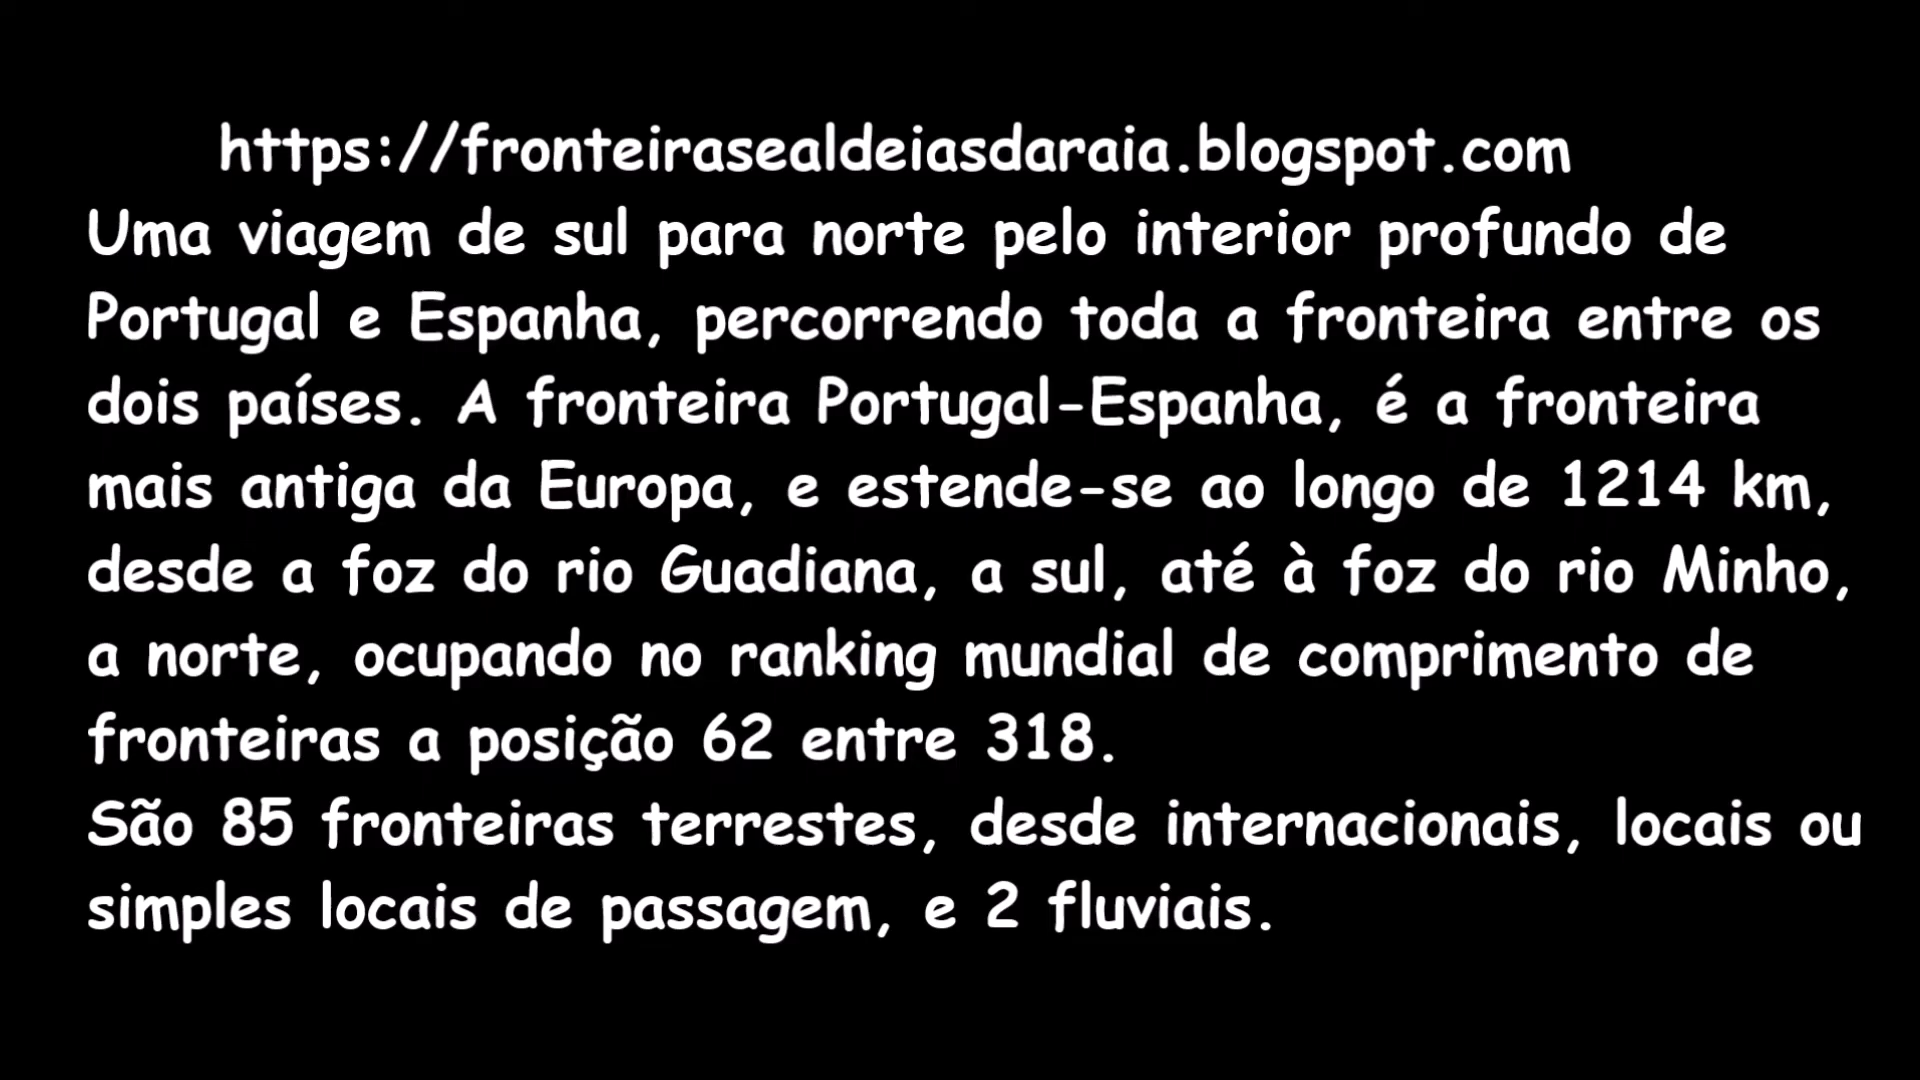 https://fronteirasealdeiasdaraia.blogspot.com
Uma viagem de sul para norte pelo interior profundo de
Portugal e Espanha, percorrendo toda a fronteira entre os
dois países. A fronteira Portugal-Espanha, é a fronteira
mais antiga da Europa, e estende-se ao longo de 1214 km,
desde a foz do rio Guadiana, a sul, até à foz do rio Minho,
a norte, ocupando no ranking mundial de comprimento de
fronteiras a posição 62 entre 318.
São 85 fronteiras terrestes, desde internacionais, locais ou
simples locais de passagem, e 2 fluviais.